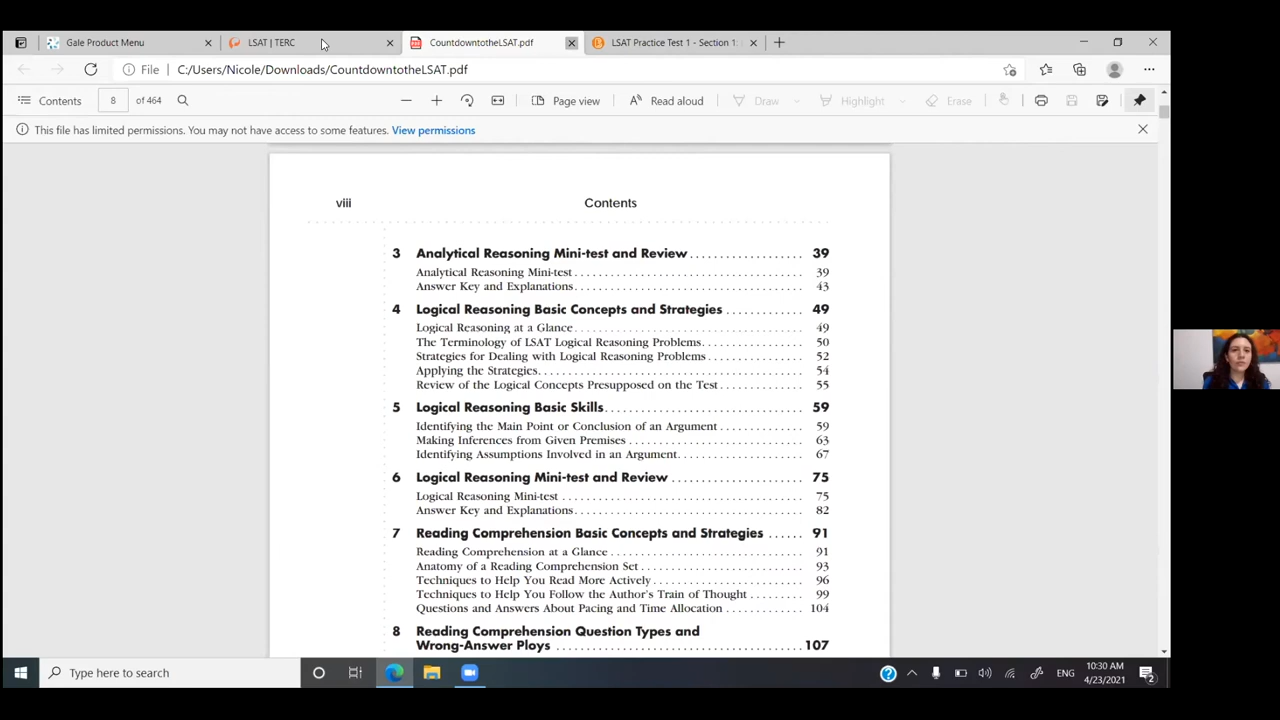 Gale Product Menu
LSAT | TERC
CountdowntotheLSAT.pdf
LSAT Practice Test 1 - Section 1:
File
C:/Users/Nicole/Downloads/CountdowntotheLSAT.pdf
Contents
8
of 464
Page view
Read aloud
Draw
Highlight
Erase
This file has limited permissions. You may not have access to some features. View permissions
viii
Contents
3 Analytical Reasoning Mini-test and Review . . . . . . . . . . . . . . . . . . 39
Analytical Reasoning Mini-test . . . . . . . . . . . . . . . . . . 39
Answer Key and Explanations . . . . . . . . . . . . . . . . . . 43
4 Logical Reasoning Basic Concepts and Strategies . . . . . . . . . . . . 49
Logical Reasoning at a Glance . . . . . . . . . . . . . . . . . . 49
The Terminology of LSAT Logical Reasoning Problems . . . . . . . . . . . . 50
Strategies for Dealing with Logical Reasoning Problems . . . . . . . . . . . . 52
Applying the Strategies . . . . . . . . . . . . . . . . . . 54
Review of the Logical Concepts Presupposed on the Test . . . . . . . . . . . . 55
5 Logical Reasoning Basic Skills . . . . . . . . . . . . . . . . . . 59
Identifying the Main Point or Conclusion of an Argument . . . . . . . . . . . . 59
Making Inferences from Given Premises . . . . . . . . . . . . . . . . . . 63
Identifying Assumptions Involved in an Argument . . . . . . . . . . . . 67
6 Logical Reasoning Mini-test and Review . . . . . . . . . . . . . . . . . . 75
Logical Reasoning Mini-test . . . . . . . . . . . . . . . . . . 75
Answer Key and Explanations . . . . . . . . . . . . . . . . . . 82
7 Reading Comprehension Basic Concepts and Strategies . . . . . . 91
Reading Comprehension at a Glance . . . . . . . . . . . . . . . . . . 91
Anatomy of a Reading Comprehension Set . . . . . . . . . . . . . . . . . . 93
Techniques to Help You Read More Actively . . . . . . . . . . . . . . . . . . 96
Techniques to Help You Follow the Author's Train of Thought . . . . . . . . . 99
Questions and Answers About Pacing and Time Allocation . . . . . . . . . . . . 104
8 Reading Comprehension Question Types and
Wrong-Answer Ploys . . . . . . . . . . . . . . . . . . 107
Type here to search
ENG
10:30 AM
4/23/2021
2